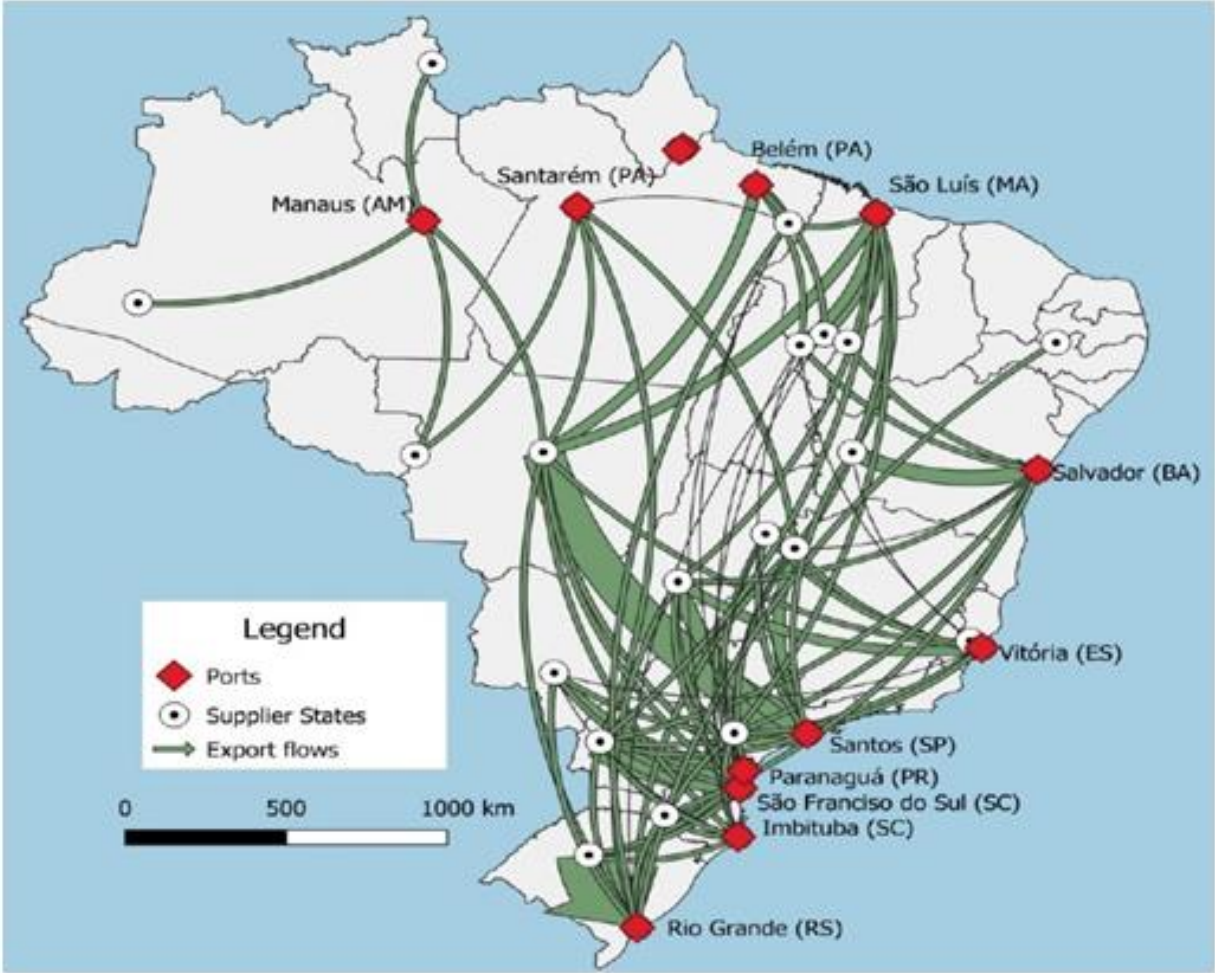 Belém (PA)
Santarém (PA)
São Luís (MA)
Manaus (AM)
Salvador (BA)
Legend
Ports
Supplier States
Export flows
Vitória (ES)
Santos (SP)
Paranaguá (PR)
São Franciso do Sul (SC)
Imbituba (SC)
0 500 1000 km
Rio Grande (RS)